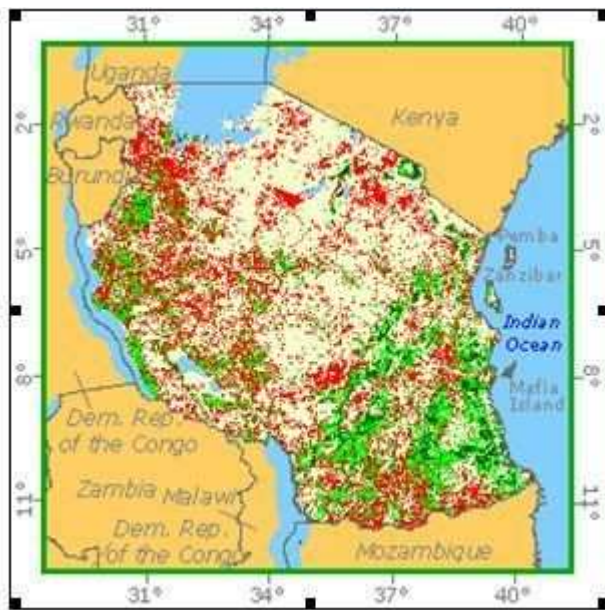 31°
34°
37°
40°
Uganda
2°
Rwanda
Kenya
2°
Burundi
5°
Pemba
5°
Zanzibar
Indian
Ocean
8°
8°
Mafia
Island
Dem. Rep.
of the Congo
Zambia
Malawi
11°
11°
Dem. Rep.
of the Congo
Mozambique
31°
34°
37°
40°